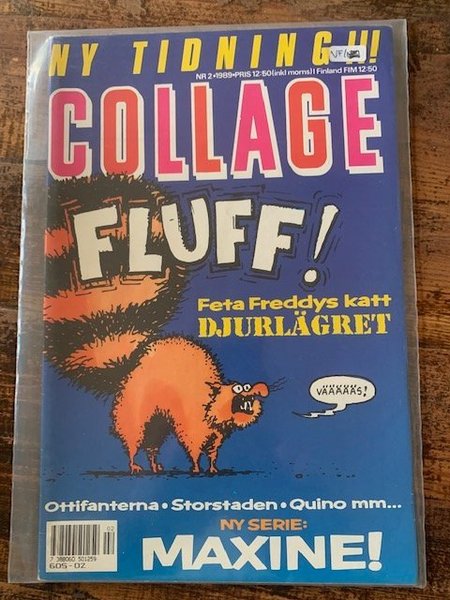 NY TIDNING!!!
NR 2•1989•PRIS 12:50 (inkl moms) I Finland FIM 12:50
COLLAGE
FLUFF!
Feta Freddys katt
DJURLÄGRET
VÄÄÄÄÄS!
Ottifanterna • Storstaden • Quino mm...
NY SERIE:
MAXINE!
02
7 388060 501259
605-02